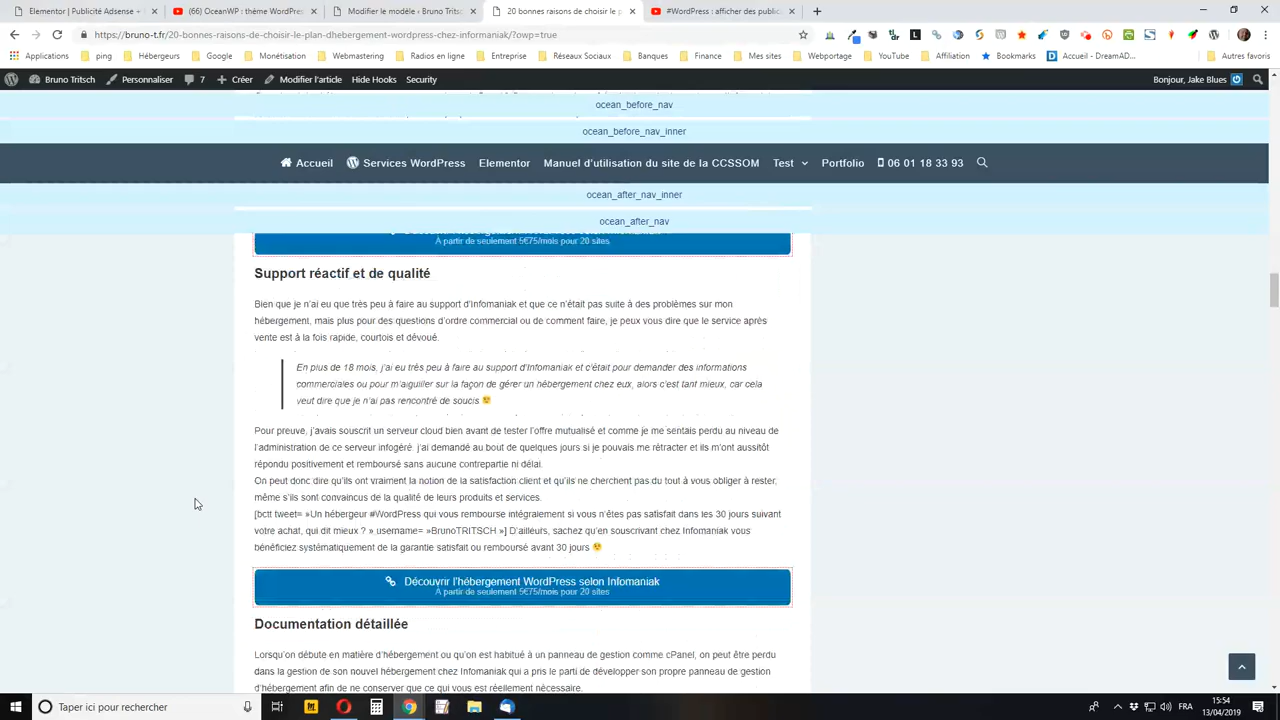 Elementor | Publicité Adsense -
(66) OceanWP : thème WordPres
Modifier le modèle ‹ Bruno Tritsc
20 bonnes raisons de choisir le p
#WordPress : afficher des public
https://bruno-t.fr/20-bonnes-raisons-de-choisir-le-plan-dhebergement-wordpress-chez-informaniak/?ow=true
Applications
ping
Hébergeurs
Google
Monétisation
Webmastering
Radios en ligne
Entreprise
Réseaux Sociaux
Banques
Finance
Mes sites
Webportage
YouTube
Affiliation
Bookmarks
Accueil - DreamAD...
Autres favoris
Bruno Tritsch
Personnaliser
7
Créer
Modifier l'article
Hide Hooks
Security
Bonjour, Jake Blues
ocean_before_nav
ocean_before_nav_inner
Accueil
Services WordPress
Elementor
Manuel d'utilisation du site de la CCSSOM
Test
Portfolio
06 01 18 33 93
ocean_after_nav_inner
ocean_after_nav
À partir de seulement 5€75/mois pour 20 sites
Support réactif et de qualité
Bien que je n'ai eu que très peu à faire au support d'Infomaniak et que ce n'était pas suite à des problèmes sur mon
hébergement, mais plus pour des questions d'ordre commercial ou de comment faire, je peux vous dire que le service après
vente est à la fois rapide, courtois et dévoué.
En plus de 18 mois, j'ai eu très peu à faire au support d'Infomaniak et c'était pour demander des informations
commerciales ou pour m'aiguiller sur la façon de gérer un hébergement chez eux, alors c'est tant mieux, car cela
veut dire que je n'ai pas rencontré de soucis
Pour preuve, j'avais souscrit un serveur cloud bien avant de tester l'offre mutualisé et comme je me sentais perdu au niveau de
l'administration de ce serveur infogéré j'ai demandé au bout de quelques jours si je pouvais me rétracter et ils m'ont aussitôt
répondu positivement et remboursé sans aucune contrepartie ni délai.
On peut donc dire qu'ils ont vraiment la notion de la satisfaction client et qu'ils ne cherchent pas du tout à vous obliger à rester,
même s'ils sont convaincus de la qualité de leurs produits et services.
[bctt tweet= »Un hébergeur #WordPress qui vous rembourse intégralement si vous n'êtes pas satisfait dans les 30 jours suivant
votre achat, qui dit mieux ? » username= »BrunoTRITSCH »] D'ailleurs, sachez qu'en souscrivant chez Infomaniak vous
bénéficiez systématiquement de la garantie satisfait ou remboursé avant 30 jours
Découvrir l'hébergement WordPress selon Infomaniak
À partir de seulement 5€75/mois pour 20 sites
Documentation détaillée
Lorsqu'on débute en matière d'hébergement ou qu'on est habitué à un panneau de gestion comme cPanel, on peut être perdu
dans la gestion de son nouvel hébergement chez Infomaniak qui a pris le parti de développer son propre panneau de gestion
d'hébergement afin de ne conserver que ce qui vous est réellement nécessaire.
Taper ici pour rechercher
FR
15:54
13/04/2019